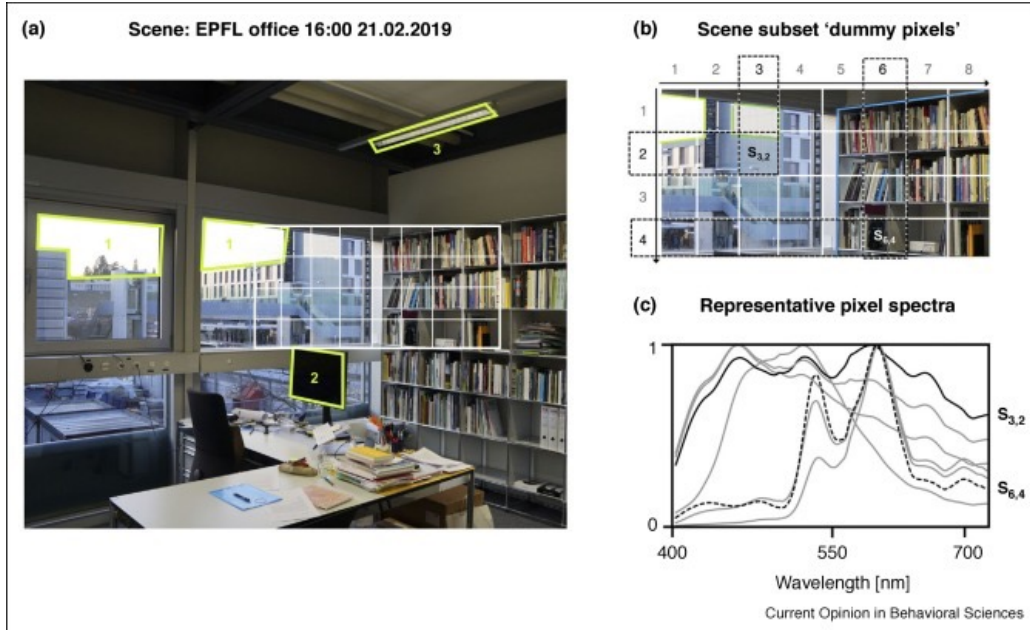 (a) Scene: EPFL office 16:00 21.02.2019
1
1
2
3
(b) Scene subset ‘dummy pixels’
1 2 3 4 5 6 7 8
1
2
3
4
S3,2
S6,4
(c) Representative pixel spectra
1
0
400 550 700
Wavelength [nm]
S3,2
S6,4
Current Opinion in Behavioral Sciences